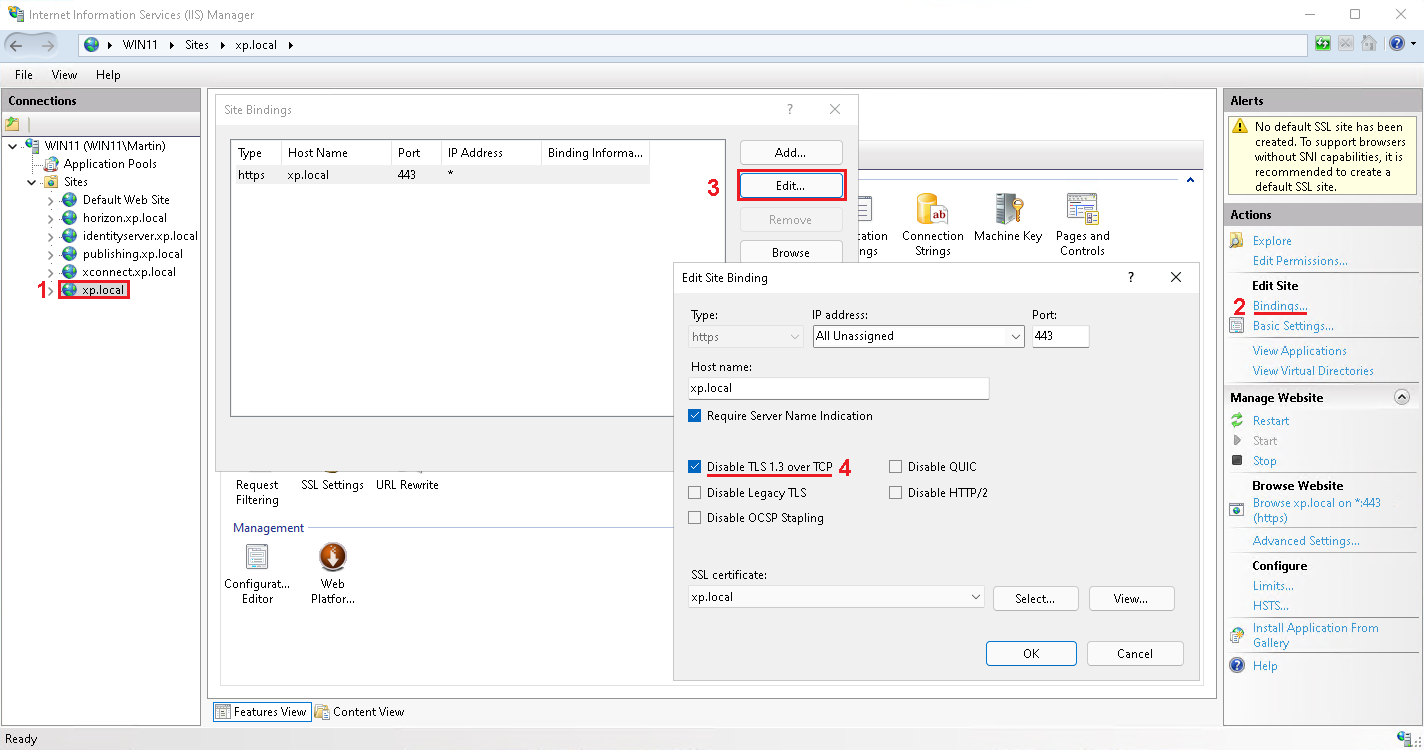 Internet Information Services (IIS) Manager
WIN11 Sites xp.local
File View Help
Connections
WIN11 (WIN11\Martin)
Application Pools
Sites
Default Web Site
horizon.xp.local
identityserver.xp.local
publishing.xp.local
xconnect.xp.local
1
xp.local
Site Bindings
?
Type Host Name Port IP Address Binding Informa...
https xp.local 443 *
Add...
3
Edit...
Remove
Browse
cation
ngs
Connection
Strings
Machine Key
Pages and
Controls
Request
Filtering
SSL Settings
URL Rewrite
Management
Configurat...
Editor
Web
Platfor...
Edit Site Binding
?
Type:
IP address:
Port:
https
All Unassigned
443
Host name:
xp.local
Require Server Name Indication
Disable TLS 1.3 over TCP
4
Disable QUIC
Disable Legacy TLS
Disable HTTP/2
Disable OCSP Stapling
SSL certificate:
xp.local
Select...
View...
OK
Cancel
Features View
Content View
Alerts
No default SSL site has been
created. To support browsers
without SNI capabilities, it is
recommended to create a
default SSL site.
Actions
Explore
Edit Permissions...
Edit Site
2
Bindings...
Basic Settings...
View Applications
View Virtual Directories
Manage Website
Restart
Start
Stop
Browse Website
Browse xp.local on *:443
(https)
Advanced Settings...
Configure
Limits...
HSTS...
Install Application From
Gallery
Help
Ready